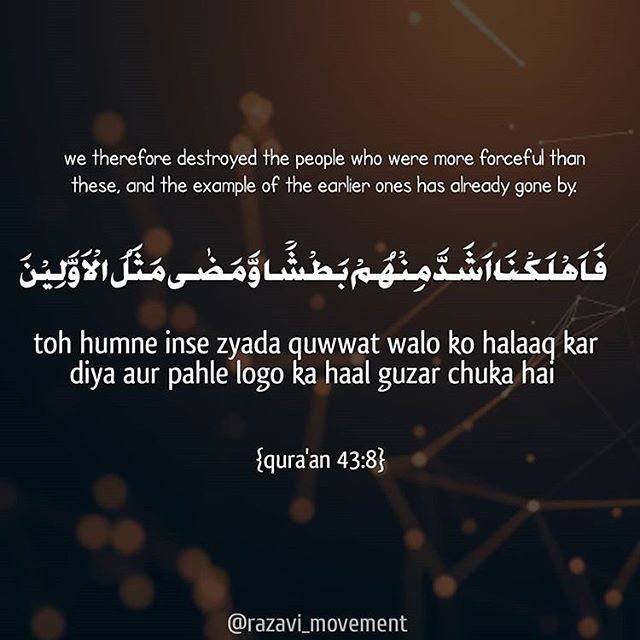 we therefore destroyed the people who were more forceful than
these, and the example of the earlier ones has already gone by.
فَاَهْلَكْنَا اَشَدَّ مِنْهُمْ بَطْشًا وَّمَضٰى مَثَلُ الْاَوَّلِيْنَ
toh humne inse zyada quwwat walo ko halaaq kar
diya aur pahle logo ka haal guzar chuka hai
{qura'an 43:8}
@razavi_movement